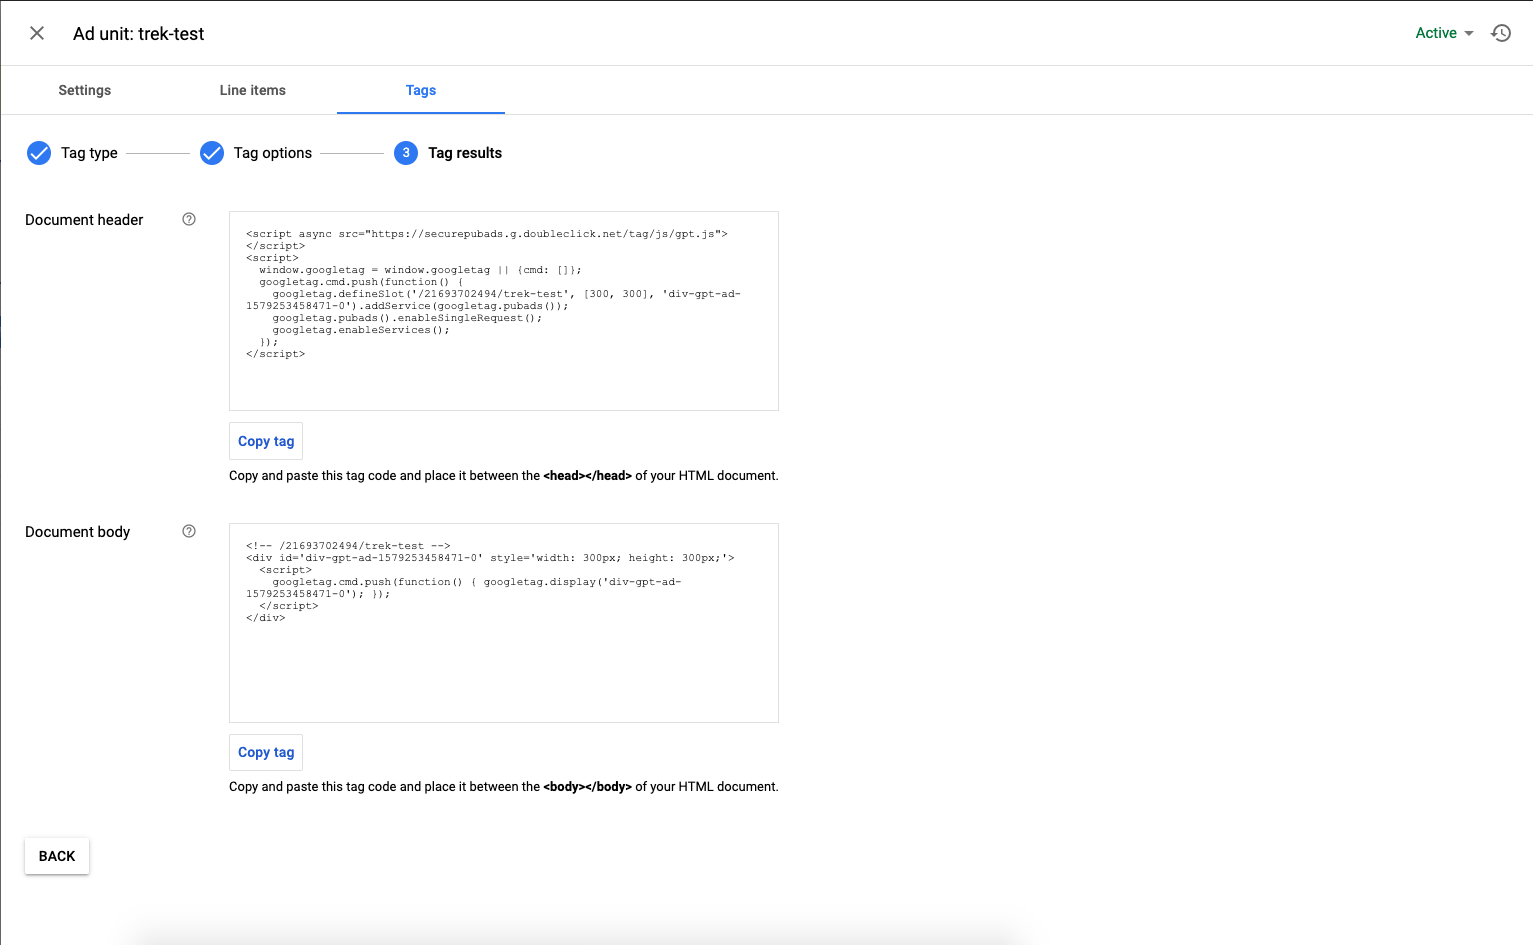 Ad unit: trek-test
Active
Settings
Line items
Tags
Tag type
Tag options
3
Tag results
Document header
?
<script async src="https://securepubads.g.doubleclick.net/tag/js/gpt.js">
</script>
<script>
  window.googletag = window.googletag || {cmd: []};
  googletag.cmd.push(function() {
    googletag.defineSlot('/21693702494/trek-test', [300, 300], 'div-gpt-ad-
1579253458471-0').addService(googletag.pubads());
    googletag.pubads().enableSingleRequest();
    googletag.enableServices();
  });
</script>
Copy tag
Copy and paste this tag code and place it between the <head></head> of your HTML document.
Document body
?
<!-- /21693702494/trek-test -->
<div id='div-gpt-ad-1579253458471-0' style='width: 300px; height: 300px;'>
  <script>
    googletag.cmd.push(function() { googletag.display('div-gpt-ad-
1579253458471-0'); });
  </script>
</div>
Copy tag
Copy and paste this tag code and place it between the <body></body> of your HTML document.
BACK